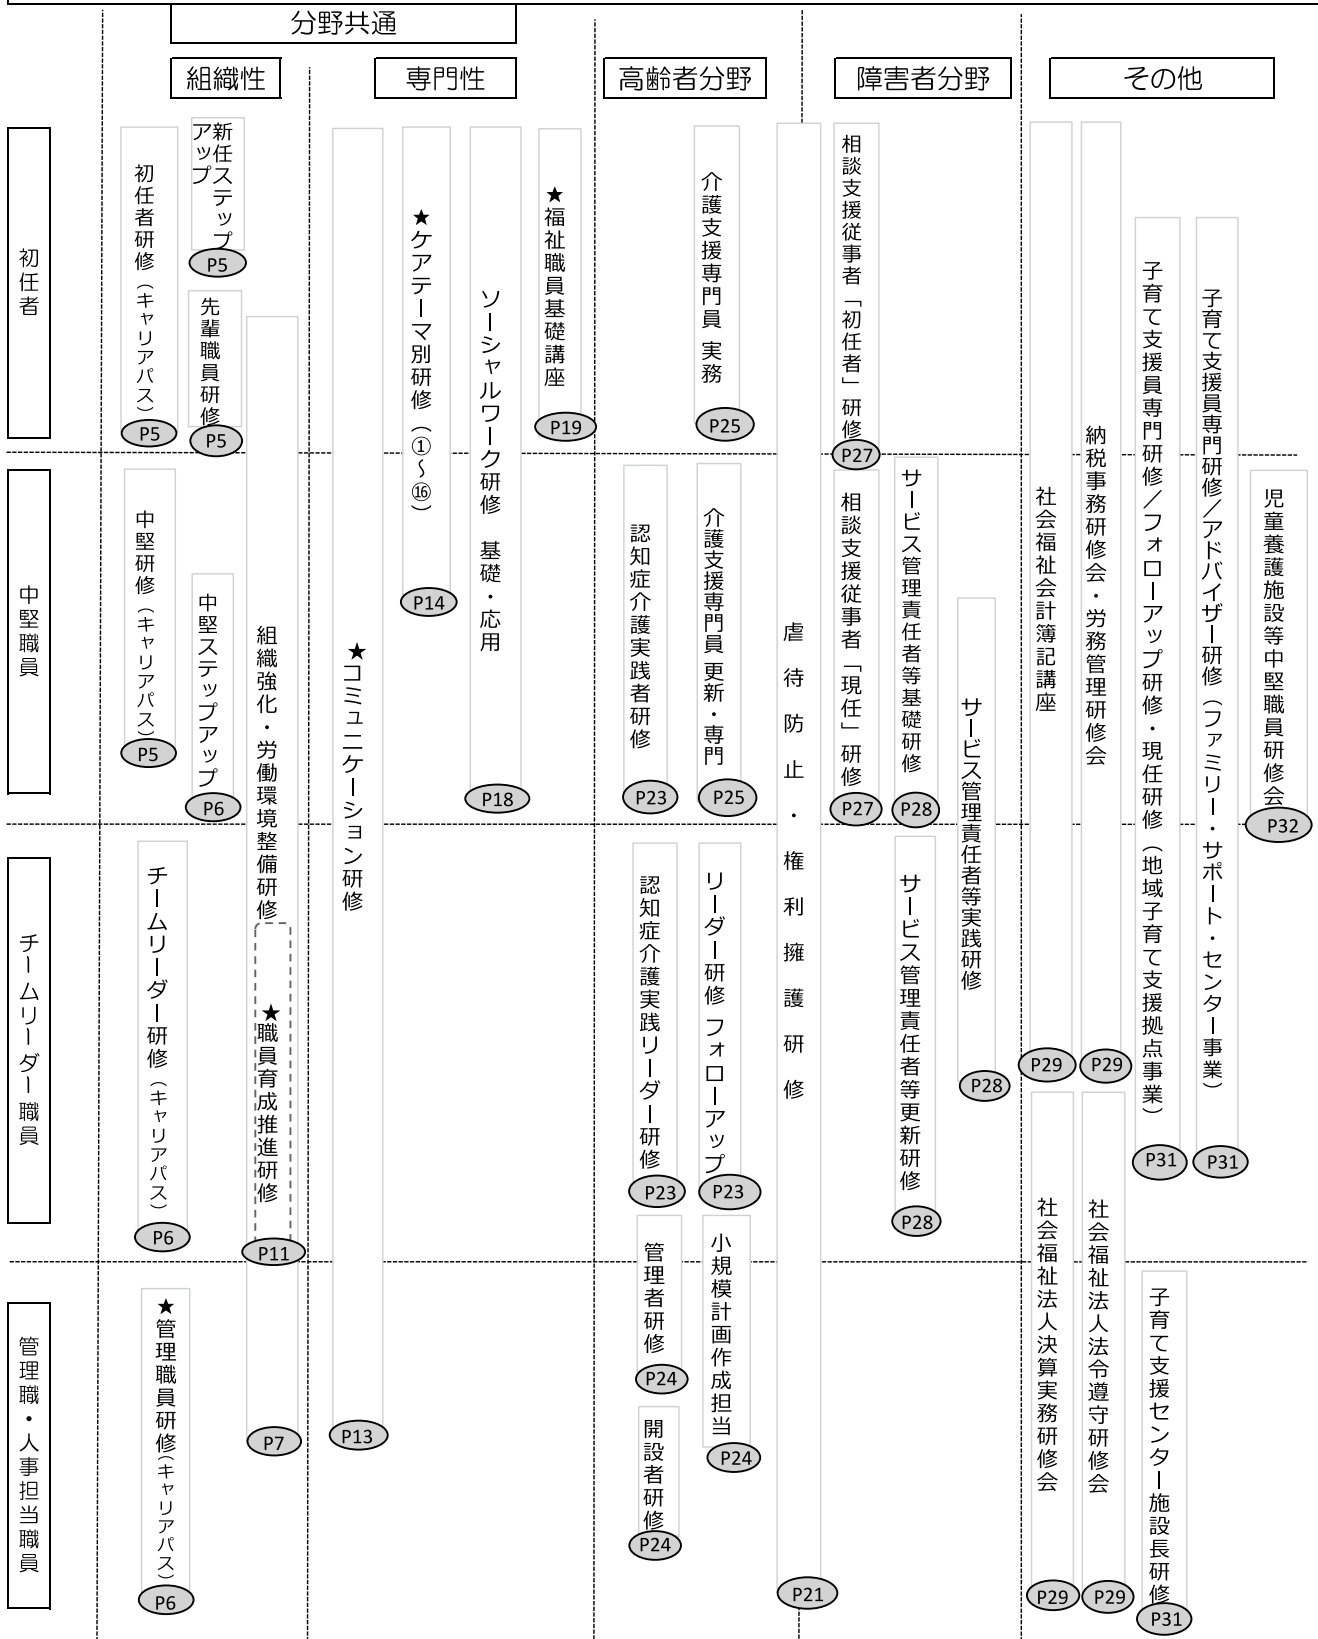 分野共通
組織性
専門性
高齢者分野
障害者分野
その他
初任者
中堅職員
チームリーダー職員
管理職・人事担当職員
初任者研修（キャリアパス）
P5
新任ステップ
アップ
P5
先輩職員研修
P5
中堅研修（キャリアパス）
P5
中堅ステップアップ
P6
組織強化・労働環境整備研修
★職員育成推進研修
P11
P7
チームリーダー研修（キャリアパス）
P6
★管理職員研修（キャリアパス）
P6
★コミュニケーション研修
P13
★ケアテーマ別研修（①～⑯）
P14
ソーシャルワーク研修　基礎・応用
P18
★福祉職員基礎講座
P19
介護支援専門員 実務
P25
認知症介護実践者研修
P23
介護支援専門員 更新・専門
P25
認知症介護実践リーダー研修
P23
リーダー研修 フォローアップ
P23
管理者研修
P24
小規模計画作成担当
P24
開設者研修
P24
虐待防止・権利擁護研修
P21
相談支援従事者「初任者」研修
P27
相談支援従事者「現任」研修
P27
サービス管理責任者等基礎研修
P28
サービス管理責任者等実践研修
P28
サービス管理責任者等更新研修
P28
社会福祉会計簿記講座
P29
納税事務研修会・労務管理研修会
P29
子育て支援員専門研修／フォローアップ研修・現任研修（地域子育て支援拠点事業）
P31
子育て支援員専門研修／アドバイザー研修（ファミリー・サポート・センター事業）
P31
児童養護施設等中堅職員研修会
P32
社会福祉法人決算実務研修会
P29
社会福祉法人法令遵守研修会
P29
子育て支援センター施設長研修
P31